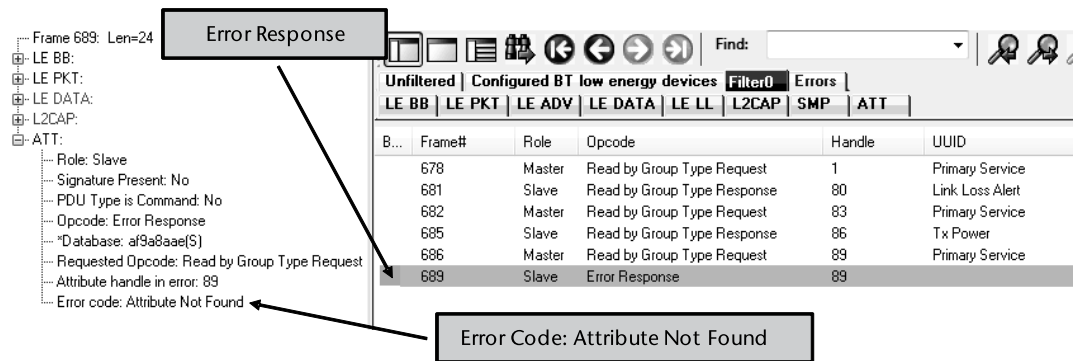 Error Response
Frame 689: Len=24
LE BB:
LE PKT:
LE DATA:
L2CAP:
ATT:
Role: Slave
Signature Present: No
PDU Type is Command: No
Opcode: Error Response
*Database: af9a8aae(S)
Requested Opcode: Read by Group Type Request
Attribute handle in error: 89
Error code: Attribute Not Found
Find:
Unfiltered Configured BT low energy devices Filter0 Errors
LE BB LE PKT LE ADV LE DATA LE LL L2CAP SMP ATT
B... Frame# Role Opcode Handle UUID
678 Master Read by Group Type Request 1 Primary Service
681 Slave Read by Group Type Response 80 Link Loss Alert
682 Master Read by Group Type Request 83 Primary Service
685 Slave Read by Group Type Response 86 Tx Power
686 Master Read by Group Type Request 89 Primary Service
689 Slave Error Response 89
Error Code: Attribute Not Found